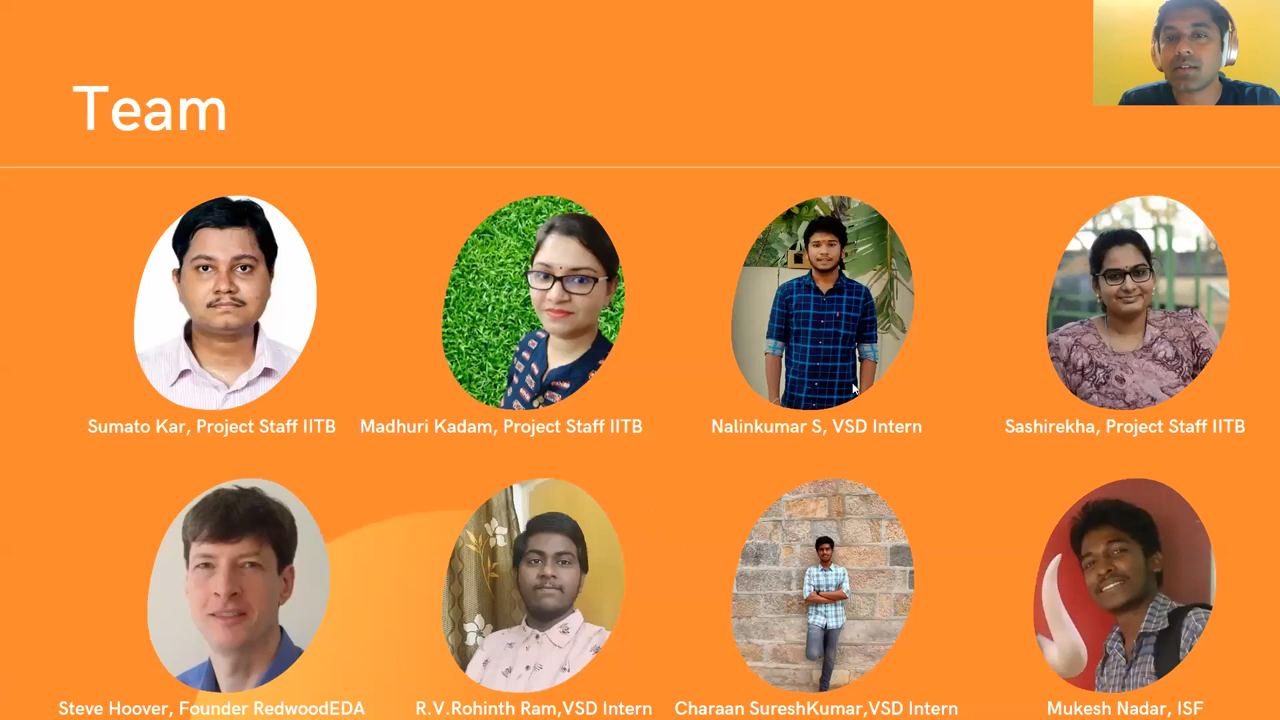 Team
Sumato Kar, Project Staff IITB
Madhuri Kadam, Project Staff IITB
Nalinkumar S, VSD Intern
Sashirekha, Project Staff IITB
Steve Hoover, Founder RedwoodEDA
R.V.Rohinth Ram,VSD Intern
Charaan SureshKumar,VSD Intern
Mukesh Nadar, ISF